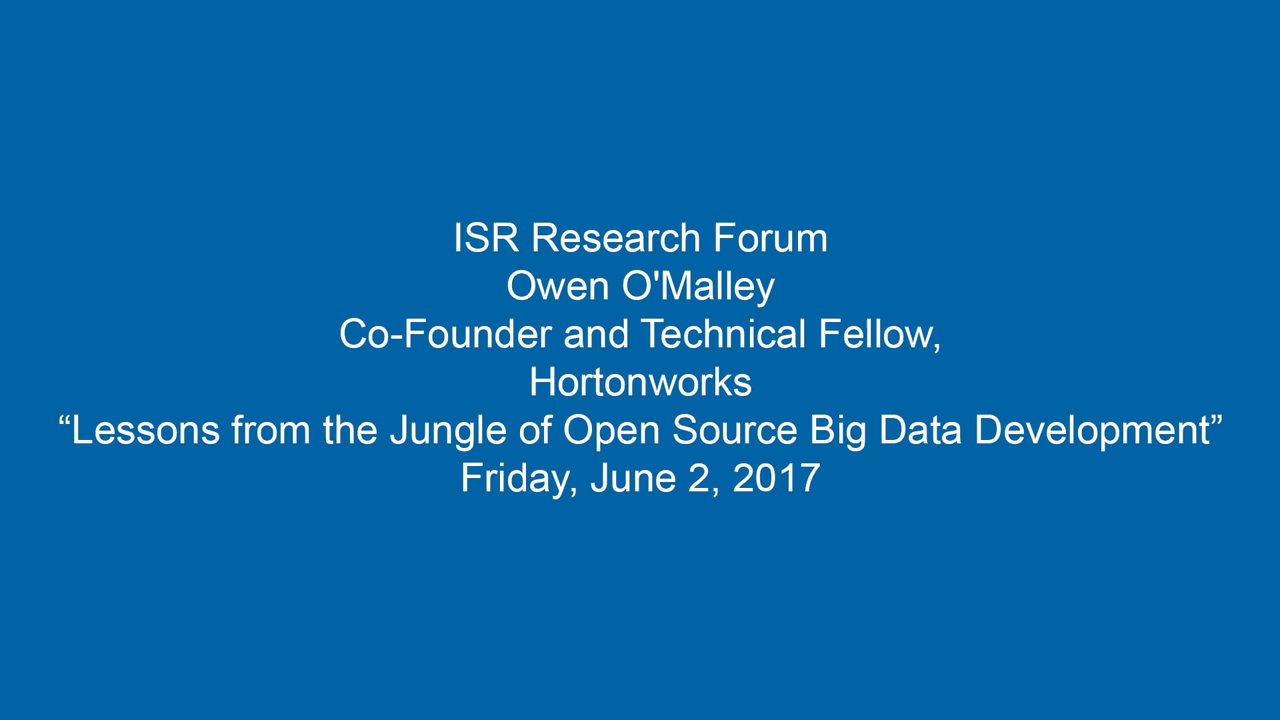 ISR Research Forum
Owen O'Malley
Co-Founder and Technical Fellow,
Hortonworks
“Lessons from the Jungle of Open Source Big Data Development”
Friday, June 2, 2017